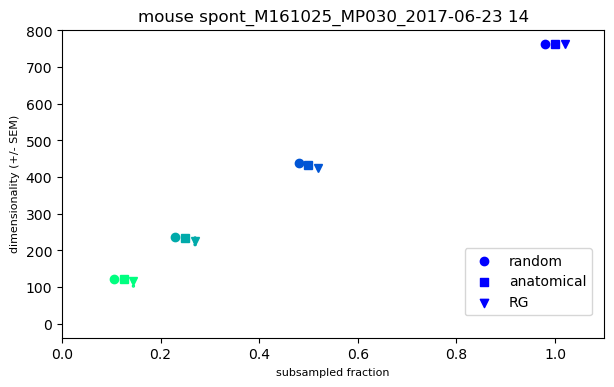 mouse spont_M161025_MP030_2017-06-23 14
800
700
600
500
400
300
200
100
0
dimensionality (+/- SEM)
random
anatomical
RG
0.0 0.2 0.4 0.6 0.8 1.0
subsampled fraction